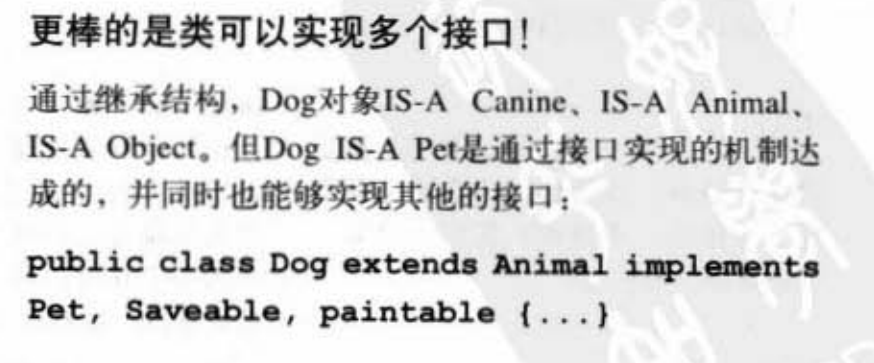 更棒的是类可以实现多个接口！
通过继承结构，Dog对象IS-A Canine、IS-A Animal、
IS-A Object。但Dog IS-A Pet是通过接口实现的机制达
成的，并同时也能够实现其他的接口：
public class Dog extends Animal implements
Pet, Saveable, paintable {...}